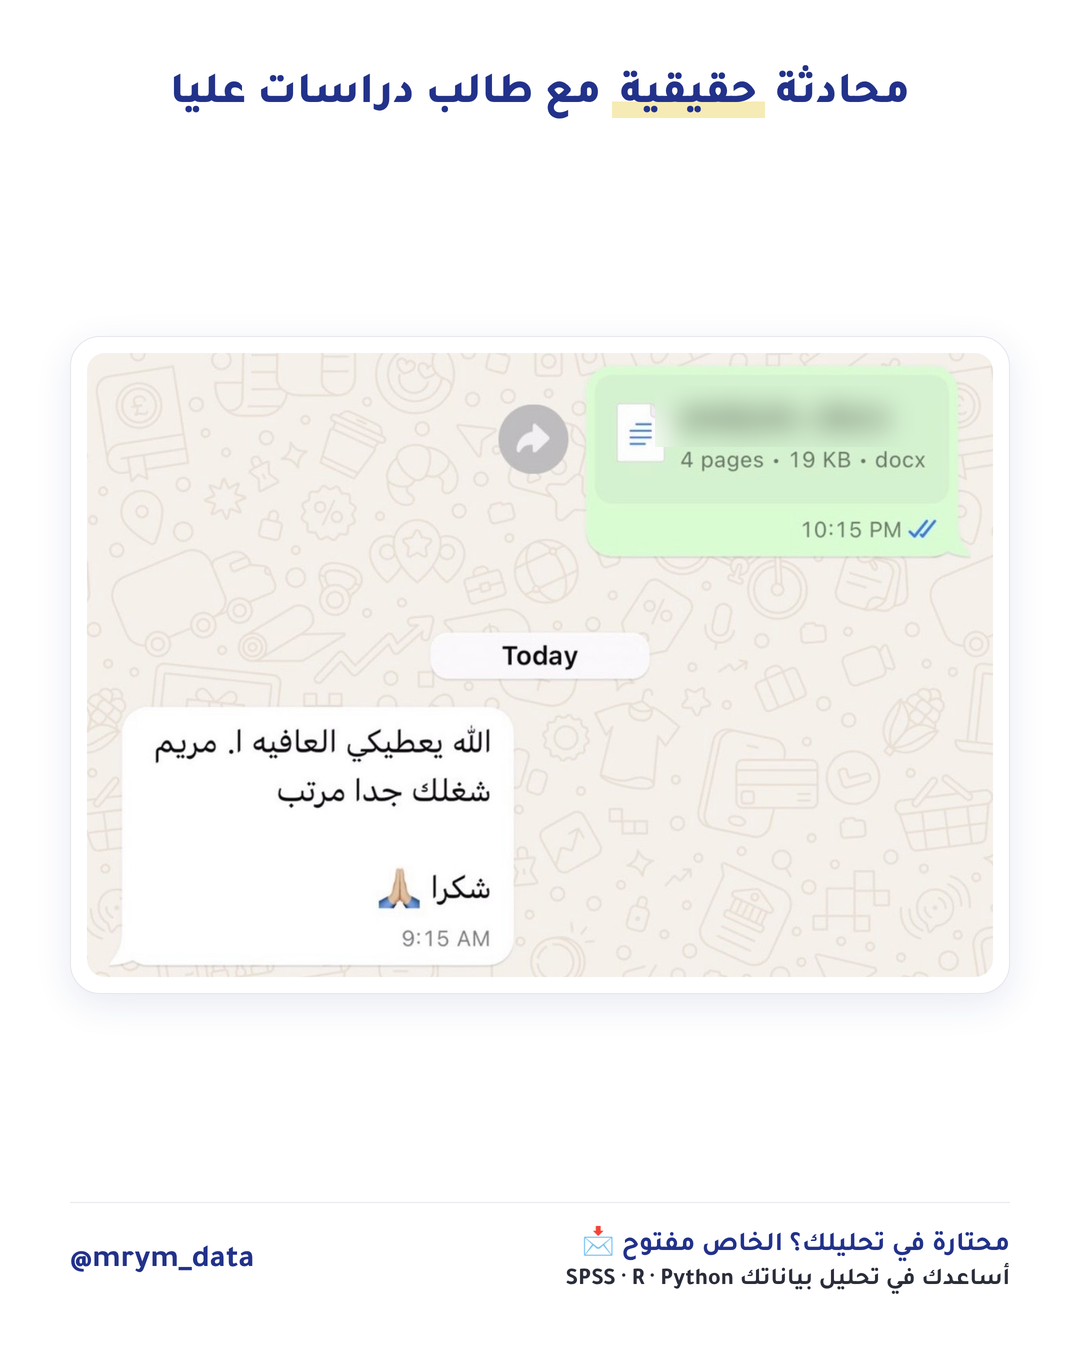 محادثة حقيقية مع طالب دراسات عليا
4 pages • 19 KB • docx
10:15 PM
Today
الله يعطيكي العافيه ا. مريم
شغلك جدا مرتب
شكرا 🙏🏼
9:15 AM
محتارة في تحليلك؟ الخاص مفتوح 📩
أساعدك في تحليل بياناتك SPSS · R · Python
@mrym_data